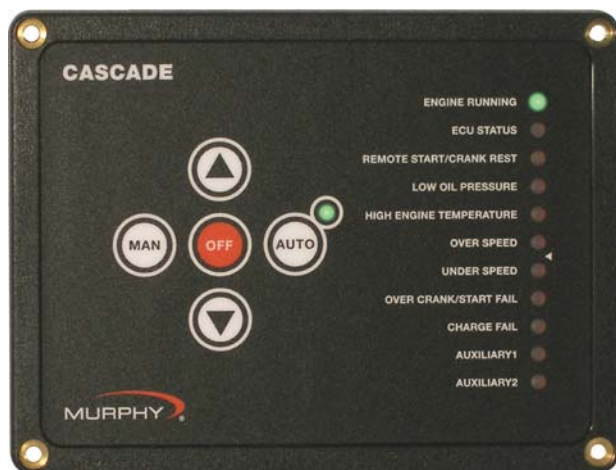 CASCADE
ENGINE RUNNING
ECU STATUS
REMOTE START/CRANK REST
LOW OIL PRESSURE
HIGH ENGINE TEMPERATURE
OVER SPEED
UNDER SPEED
OVER CRANK/START FAIL
CHARGE FAIL
AUXILIARY1
AUXILIARY2
MAN
OFF
AUTO
MURPHY®